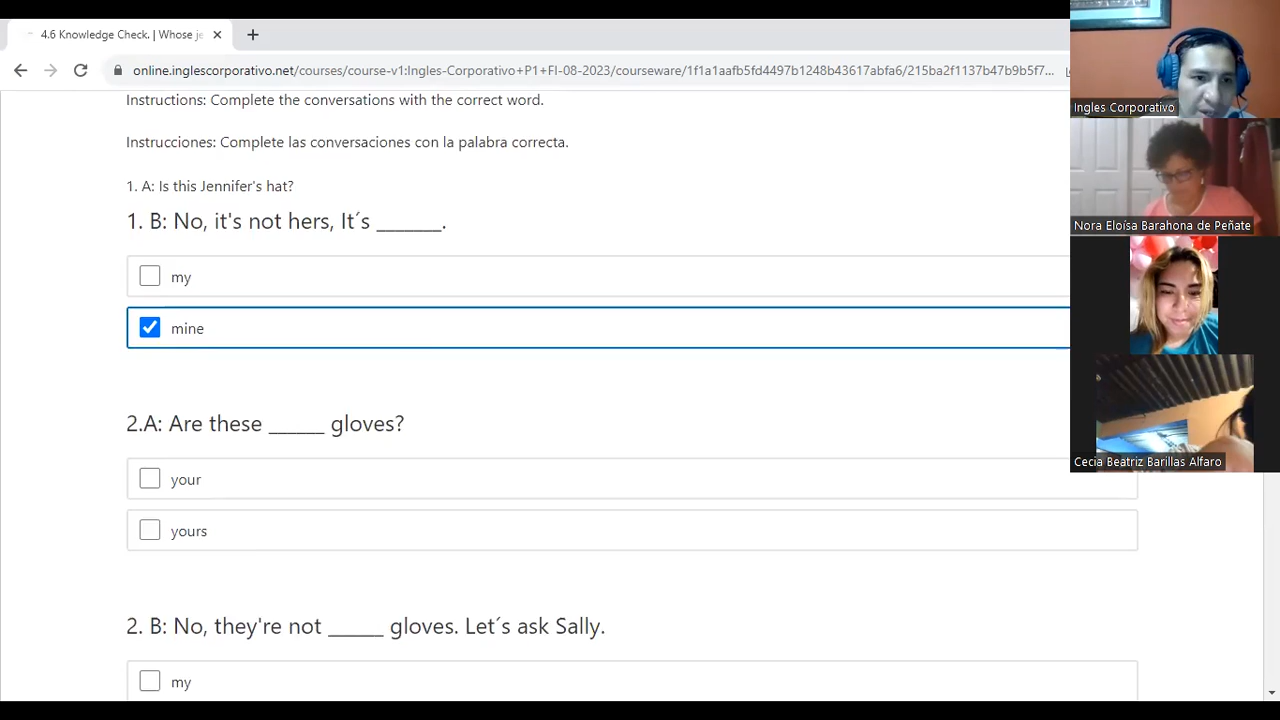 4.6 Knowledge Check. | Whose je
online.inglescorporativo.net/courses/course-v1:Ingles-Corporativo+P1+FI-08-2023/courseware/1f1a1aafb5fd4497b1248b43617abfa6/215ba2f1137b47b9b5f7...
Instructions: Complete the conversations with the correct word.
Instrucciones: Complete las conversaciones con la palabra correcta.
1. A: Is this Jennifer's hat?
1. B: No, it's not hers, It´s _______.
my
mine
2.A: Are these ______ gloves?
your
yours
2. B: No, they're not ______ gloves. Let´s ask Sally.
my
Ingles Corporativo
Nora Eloísa Barahona de Peñate
Cecia Beatriz Barillas Alfaro